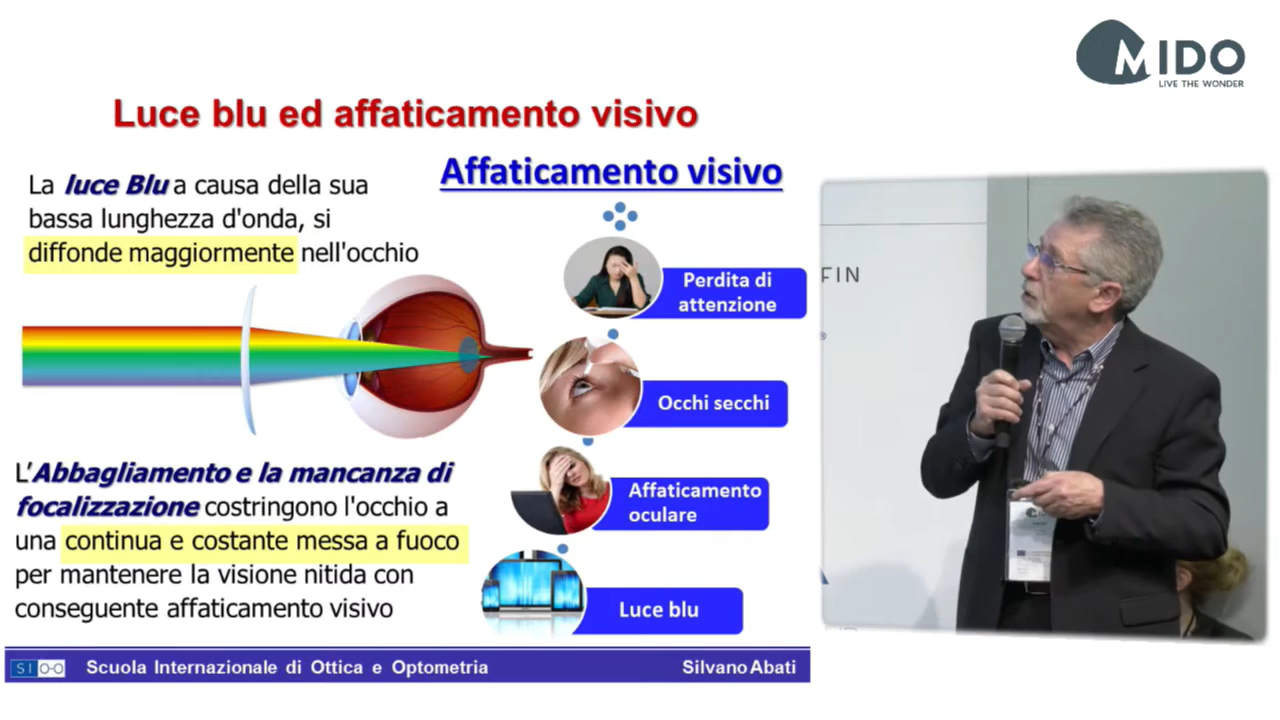 MIDO
LIVE THE WONDER
Luce blu ed affaticamento visivo
La luce Blu a causa della sua
bassa lunghezza d'onda, si
diffonde maggiormente nell'occhio
Affaticamento visivo
Perdita di
attenzione
Occhi secchi
Affaticamento
oculare
Luce blu
L'Abbagliamento e la mancanza di
focalizzazione costringono l'occhio a
una continua e costante messa a fuoco
per mantenere la visione nitida con
conseguente affaticamento visivo
SIOO
Scuola Internazionale di Ottica e Optometria
Silvano Abati
FIN
®
MIDO